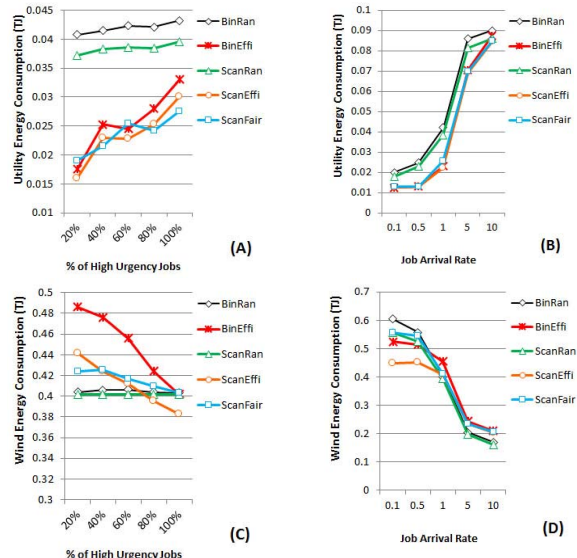 Utility Energy Consumption (TJ)
0.045
0.04
0.035
0.03
0.025
0.02
0.015
0.01
20%
40%
60%
80%
100%
% of High Urgency Jobs
(A)
BinRan
BinEffi
ScanRan
ScanEffi
ScanFair
Utility Energy Consumption (TJ)
0.1
0.09
0.08
0.07
0.06
0.05
0.04
0.03
0.02
0.01
0
0.1 0.5 1 5 10
Job Arrival Rate
(B)
BinRan
BinEffi
ScanRan
ScanEffi
ScanFair
Wind Energy Consumption (TJ)
0.5
0.48
0.46
0.44
0.42
0.4
0.38
0.36
0.34
0.32
0.3
20%
40%
60%
80%
100%
% of High Urgency Jobs
(C)
BinRan
BinEffi
ScanRan
ScanEffi
ScanFair
Wind Energy Consumption (TJ)
0.7
0.6
0.5
0.4
0.3
0.2
0.1
0
0.1 0.5 1 5 10
Job Arrival Rate
(D)
BinRan
BinEffi
ScanRan
ScanEffi
ScanFair